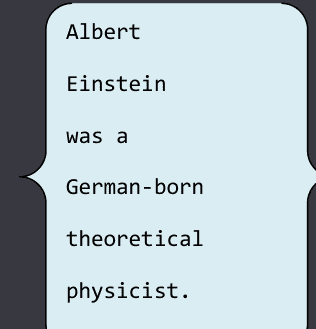 Albert
Einstein
was a
German-born
theoretical
physicist.